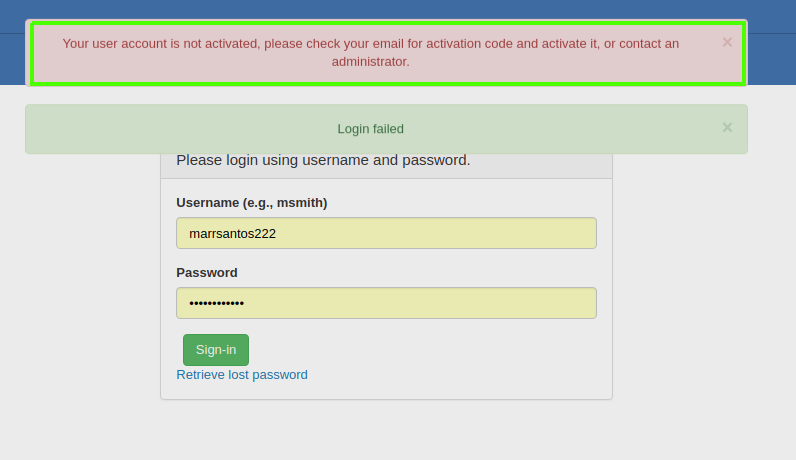 Your user account is not activated, please check your email for activation code and activate it, or contact an
administrator.
×
Login failed
×
Please login using username and password.
Username (e.g., msmith)
marrsantos222
Password
••••••••••••
Sign-in
Retrieve lost password